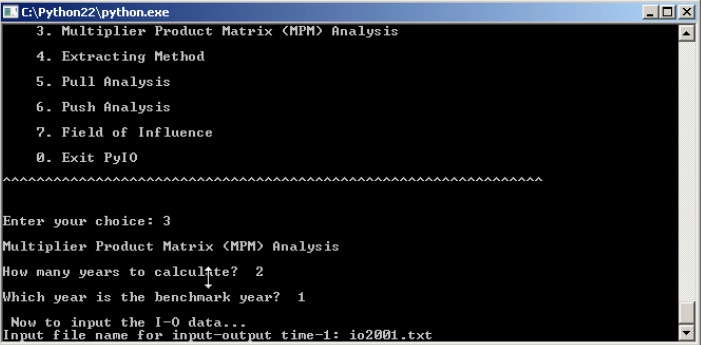 C:\Python22\python.exe
3. Multiplier Product Matrix (MPM) Analysis
4. Extracting Method
5. Pull Analysis
6. Push Analysis
7. Field of Influence
0. Exit PyIO
^^^^^^^^^^^^^^^^^^^^^^^^^^^^^^^^^^^^^^^^^^^^^^^^^^^^^^^^^^^^^^^^^
Enter your choice: 3
Multiplier Product Matrix (MPM) Analysis
How many years to calculate?  2
Which year is the benchmark year?  1
Now to input the I-O data...
Input file name for input-output time-1: io2001.txt